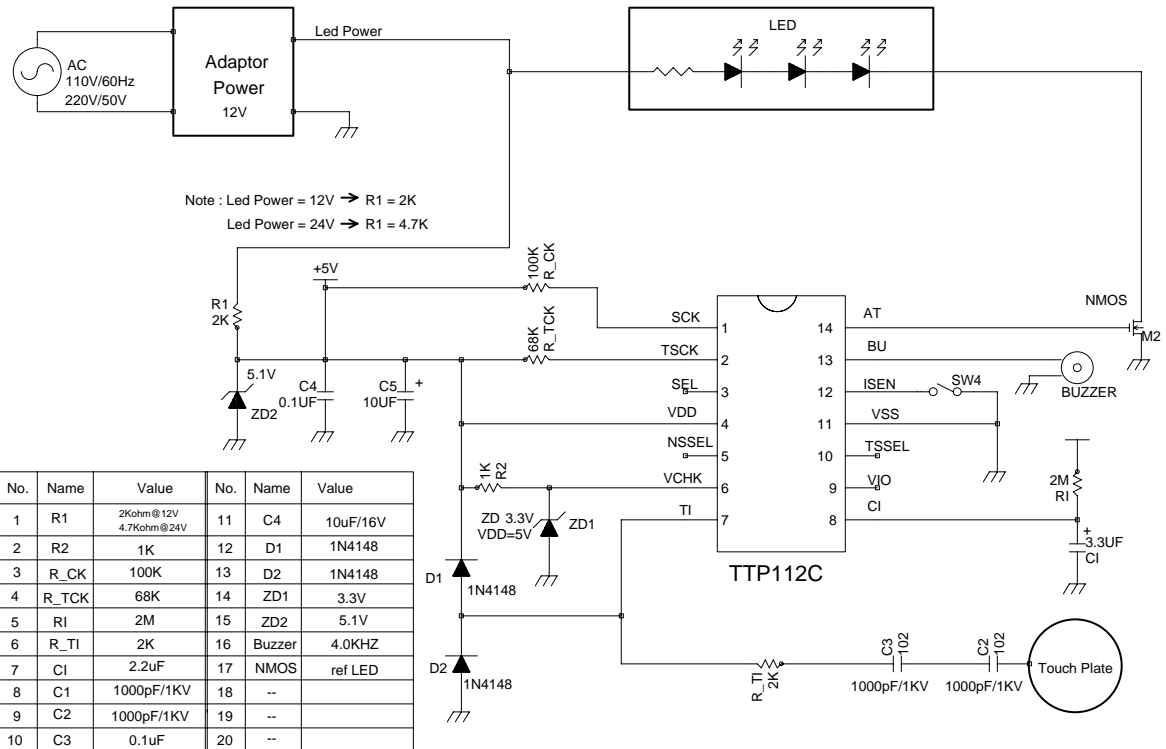 LED
Led Power
AC
110V/60Hz
220V/50V
Adaptor
Power
12V
Note : Led Power = 12V → R1 = 2K
Led Power = 24V → R1 = 4.7K
+5V
100K
R_CK
R1
2K
68K
R_TCK
5.1V
ZD2
C4
0.1UF
C5
10UF
+
1K
R2
ZD 3.3V
VDD=5V
ZD1
D1
1N4148
D2
1N4148
SCK
1
TSCK
2
SEL
3
VDD
4
NSSEL
5
VCHK
6
TI
7
14
AT
13
BU
12
ISEN
11
VSS
10
TSSEL
9
VIO
8
CI
TTP112C
NMOS
M2
SW4
BUZZER
2M
RI
+
3.3UF
CI
R_TI
2K
C3
102
1000pF/1KV
C2
102
1000pF/1KV
Touch Plate
No. Name Value No. Name Value
1 R1 2Kohm@12V 4.7Kohm@24V 11 C4 10uF/16V
2 R2 1K 12 D1 1N4148
3 R_CK 100K 13 D2 1N4148
4 R_TCK 68K 14 ZD1 3.3V
5 RI 2M 15 ZD2 5.1V
6 R_TI 2K 16 Buzzer 4.0KHZ
7 CI 2.2uF 17 NMOS ref LED
8 C1 1000pF/1KV 18 --
9 C2 1000pF/1KV 19 --
10 C3 0.1uF 20 --